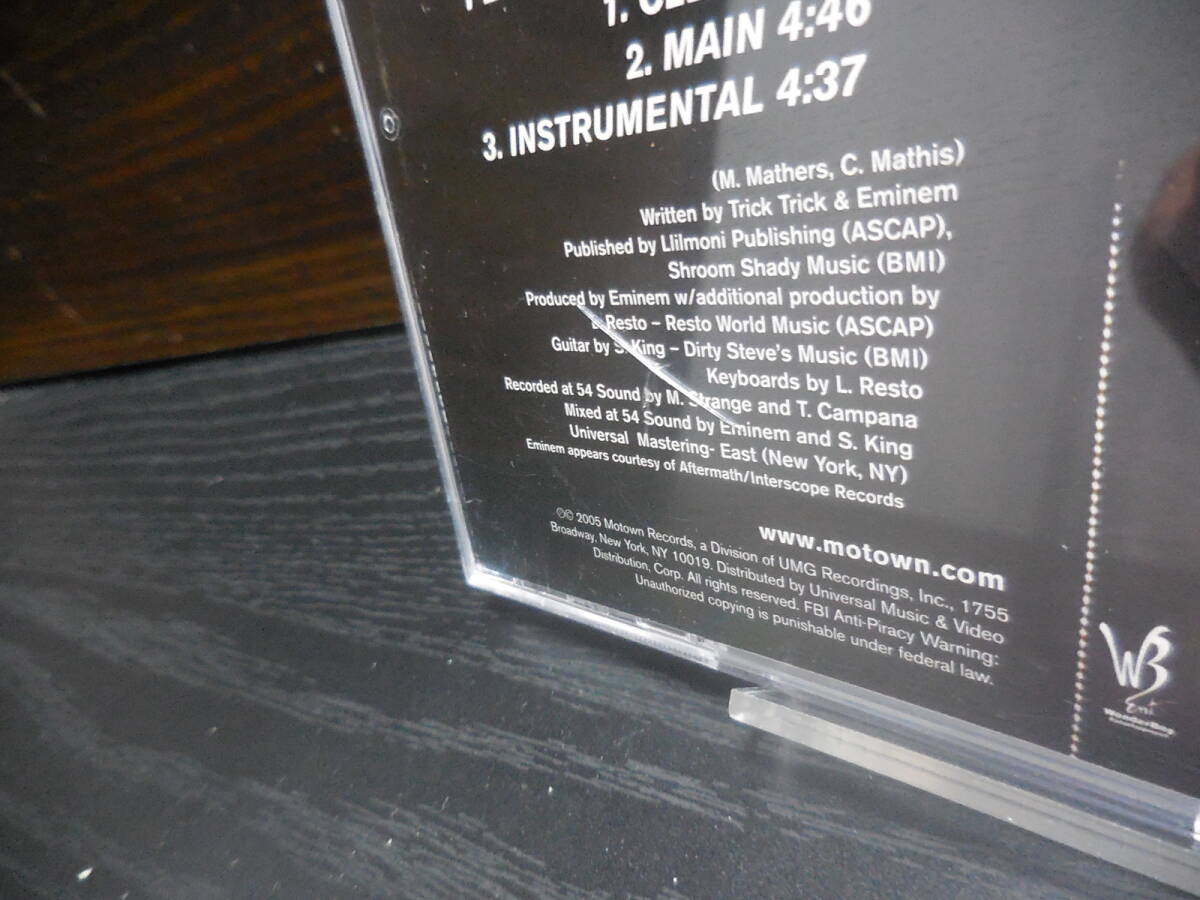 2. MAIN 4:46
3. INSTRUMENTAL 4:37
(M. Mathers, C. Mathis)
Written by Trick Trick & Eminem
Published by Llilmoni Publishing (ASCAP),
Shroom Shady Music (BMI)
Produced by Eminem w/additional production by
Resto – Resto World Music (ASCAP)
Guitar by S. King – Dirty Steve's Music (BMI)
Keyboards by L. Resto
Recorded at 54 Sound by M. Strange and T. Campana
Mixed at 54 Sound by Eminem and S. King
Universal Mastering- East (New York, NY)
Eminem appears courtesy of Aftermath/Interscope Records
www.motown.com
℗© 2005 Motown Records, a Division of UMG Recordings, Inc., 1755
Broadway, New York, NY 10019. Distributed by Universal Music & Video
Distribution, Corp. All rights reserved. FBI Anti-Piracy Warning:
Unauthorized copying is punishable under federal law.
WB
Ent
WonderBoy